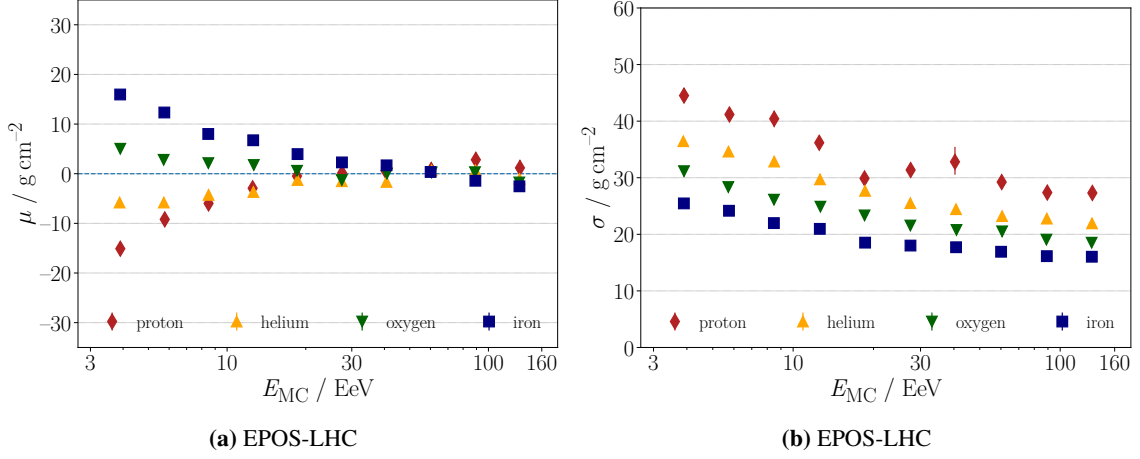 30
20
10
0
−10
−20
−30
μ / g cm−2
proton
helium
oxygen
iron
3
10
30
100
160
EMC / EeV
(a) EPOS-LHC
60
50
40
30
20
10
0
σ / g cm−2
proton
helium
oxygen
iron
3
10
30
100
160
EMC / EeV
(b) EPOS-LHC